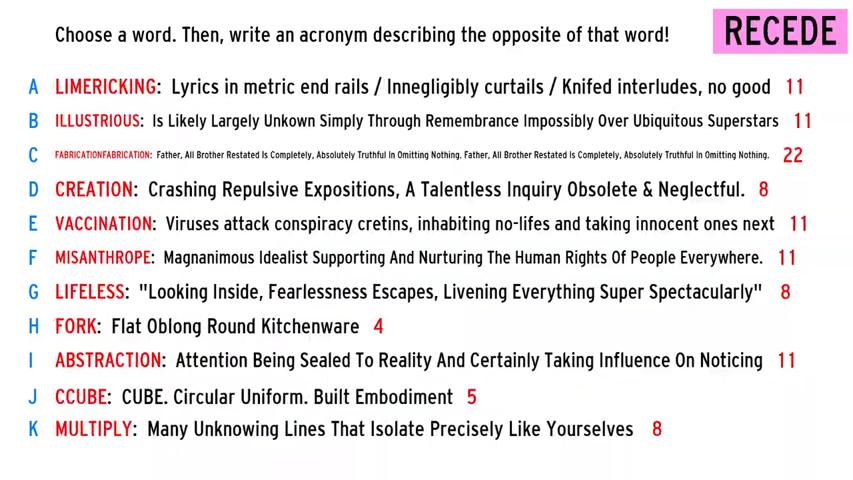 Choose a word. Then, write an acronym describing the opposite of that word!
RECEDE
A LIMERICKING: Lyrics in metric end rails / Innegligibly curtails / Knifed interludes, no good 11
B ILLUSTRIOUS: Is Likely Largely Unkown Simply Through Remembrance Impossibly Over Ubiquitous Superstars 11
C FABRICATIONFABRICATION: Father, All Brother Restated Is Completely, Absolutely Truthful In Omitting Nothing. Father, All Brother Restated Is Completely, Absolutely Truthful In Omitting Nothing. 22
D CREATION: Crashing Repulsive Expositions, A Talentless Inquiry Obsolete & Neglectful. 8
E VACCINATION: Viruses attack conspiracy cretins, inhabiting no-lifes and taking innocent ones next 11
F MISANTHROPE: Magnanimous Idealist Supporting And Nurturing The Human Rights Of People Everywhere. 11
G LIFELESS: "Looking Inside, Fearlessness Escapes, Livening Everything Super Spectacularly" 8
H FORK: Flat Oblong Round Kitchenware 4
I ABSTRACTION: Attention Being Sealed To Reality And Certainly Taking Influence On Noticing 11
J CCUBE: CUBE. Circular Uniform. Built Embodiment 5
K MULTIPLY: Many Unknowing Lines That Isolate Precisely Like Yourselves 8